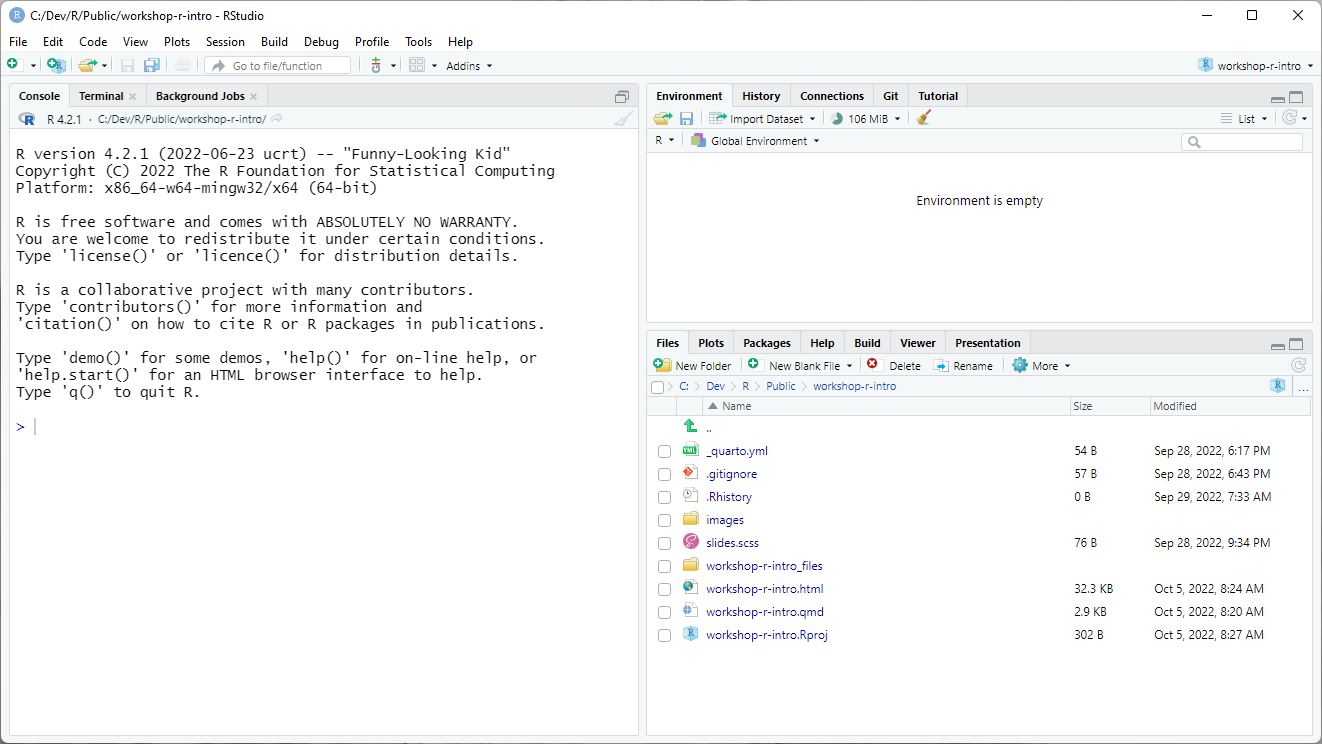 C:/Dev/R/Public/workshop-r-intro - RStudio
File Edit Code View Plots Session Build Debug Profile Tools Help
Go to file/function Addins workshop-r-intro
Console Terminal Background Jobs
R 4.2.1 · C:/Dev/R/Public/workshop-r-intro/
R version 4.2.1 (2022-06-23 ucrt) -- "Funny-Looking Kid"
Copyright (C) 2022 The R Foundation for Statistical Computing
Platform: x86_64-w64-mingw32/x64 (64-bit)
R is free software and comes with ABSOLUTELY NO WARRANTY.
You are welcome to redistribute it under certain conditions.
Type 'license()' or 'licence()' for distribution details.
R is a collaborative project with many contributors.
Type 'contributors()' for more information and
'citation()' on how to cite R or R packages in publications.
Type 'demo()' for some demos, 'help()' for on-line help, or
'help.start()' for an HTML browser interface to help.
Type 'q()' to quit R.
>
Environment History Connections Git Tutorial
Import Dataset 106 MiB List
R Global Environment
Environment is empty
Files Plots Packages Help Build Viewer Presentation
New Folder New Blank File Delete Rename More
C: Dev R Public workshop-r-intro ...
Name Size Modified
..
_quarto.yml 54 B Sep 28, 2022, 6:17 PM
.gitignore 57 B Sep 28, 2022, 6:43 PM
.Rhistory 0 B Sep 29, 2022, 7:33 AM
images
slides.scss 76 B Sep 28, 2022, 9:34 PM
workshop-r-intro_files
workshop-r-intro.html 32.3 KB Oct 5, 2022, 8:24 AM
workshop-r-intro.qmd 2.9 KB Oct 5, 2022, 8:20 AM
workshop-r-intro.Rproj 302 B Oct 5, 2022, 8:27 AM